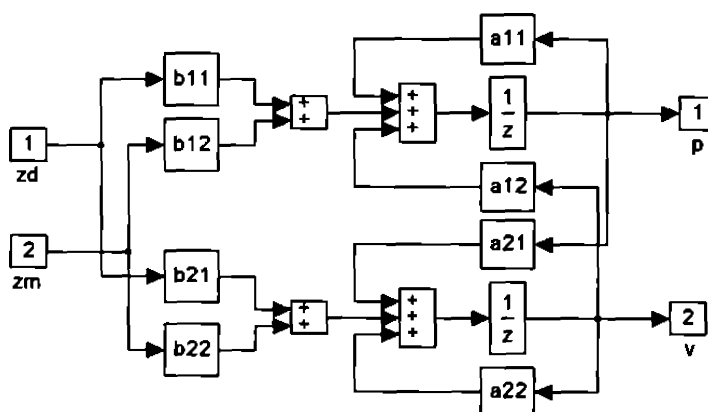 a11
b11
+
+
+
+
+
1
z
1
p
1
zd
b12
a12
2
zm
a21
b21
+
+
+
+
+
1
z
2
v
b22
a22